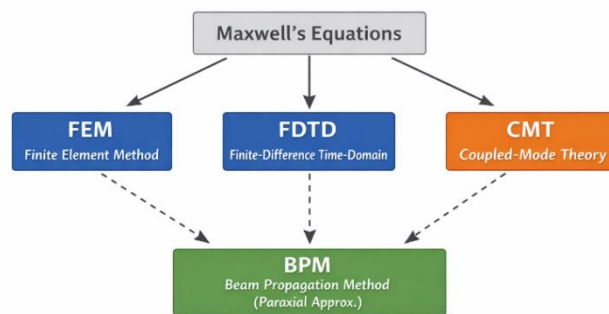 Maxwell's Equations
FEM
Finite Element Method
FDTD
Finite-Difference Time-Domain
CMT
Coupled-Mode Theory
BPM
Beam Propagation Method
(Paraxial Approx.)